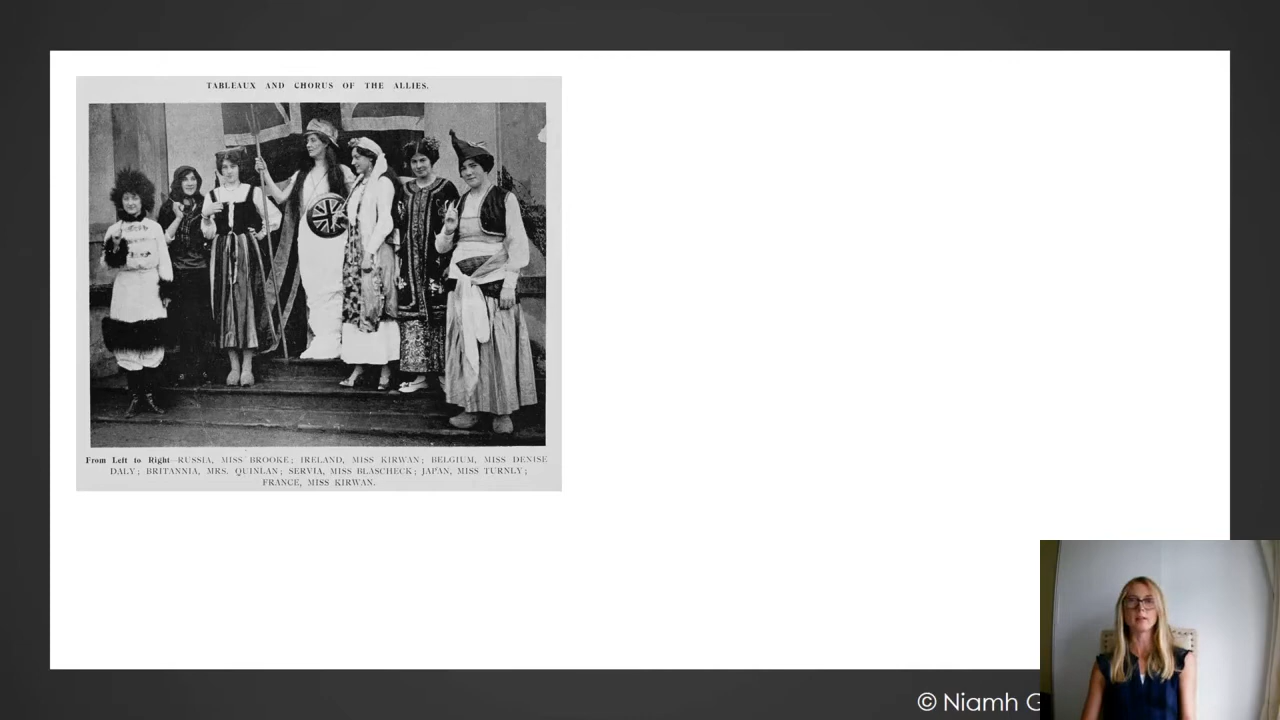 TABLEAUX AND CHORUS OF THE ALLIES.
From Left to Right—RUSSIA, MISS BROOKE; IRELAND, MISS KIRWAN; BELGIUM, MISS DENISE
DALY; BRITANNIA, MRS. QUINLAN; SERVIA, MISS BLASCHECK; JAPAN, MISS TURNLY;
FRANCE, MISS KIRWAN.
© Niamh G